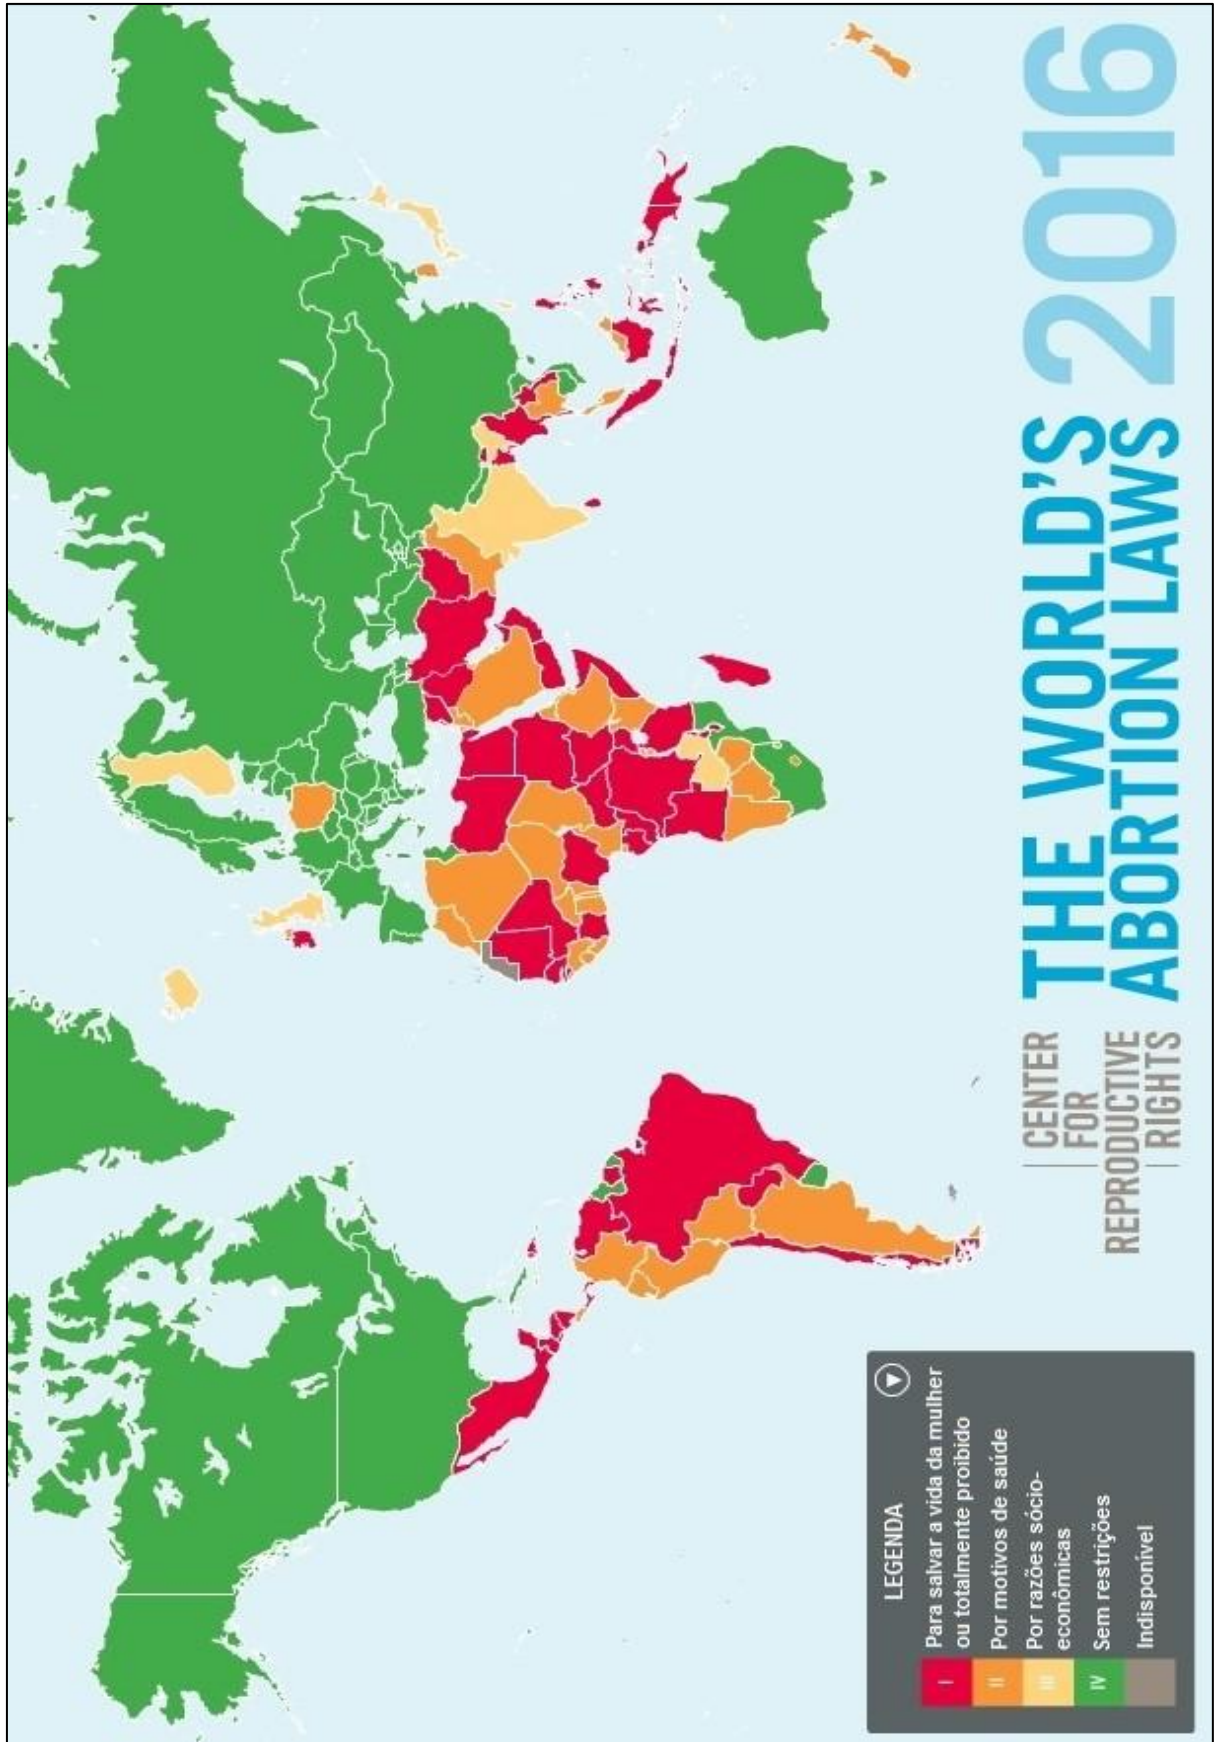 THE WORLD'S
ABORTION LAWS
2016
CENTER
FOR
REPRODUCTIVE
RIGHTS
LEGENDA
I
Para salvar a vida da mulher
ou totalmente proibido
II
Por motivos de saúde
III
Por razões sócio-
econômicas
IV
Sem restrições
Indisponível